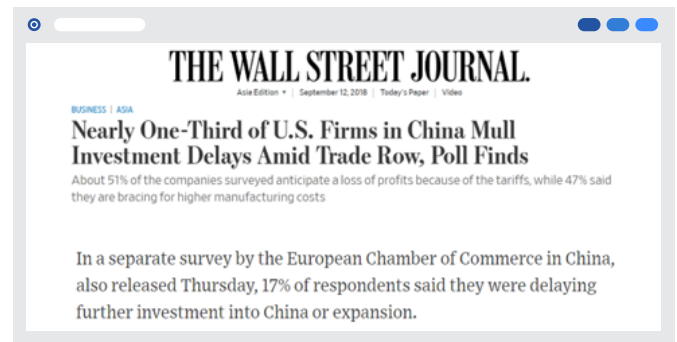 THE WALL STREET JOURNAL.
Asia Edition ▾ | September 12, 2018 | Today's Paper | Video
BUSINESS | ASIA
Nearly One-Third of U.S. Firms in China Mull
Investment Delays Amid Trade Row, Poll Finds
About 51% of the companies surveyed anticipate a loss of profits because of the tariffs, while 47% said
they are bracing for higher manufacturing costs
In a separate survey by the European Chamber of Commerce in China,
also released Thursday, 17% of respondents said they were delaying
further investment into China or expansion.